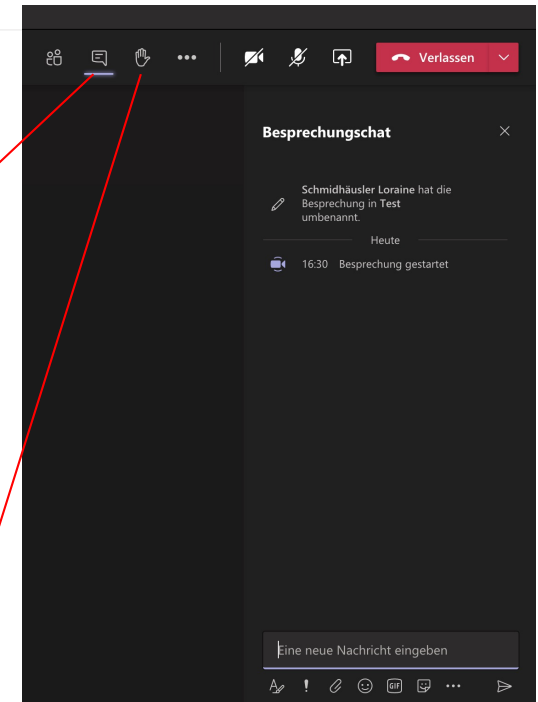 Verlassen
Besprechungschat
Schmidhäusler Loraine hat die
Besprechung in Test
umbenannt.
Heute
16:30 Besprechung gestartet
Eine neue Nachricht eingeben
GIF